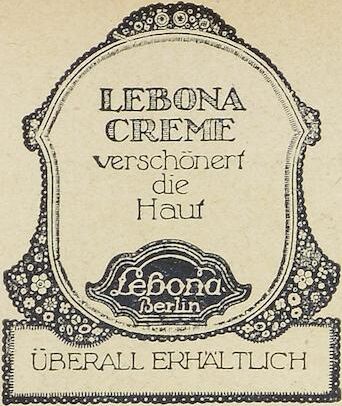 LEBONA
CREME
verschönert
die
Haut
Lebona
Berlin
ÜBERALL ERHÄLTLICH